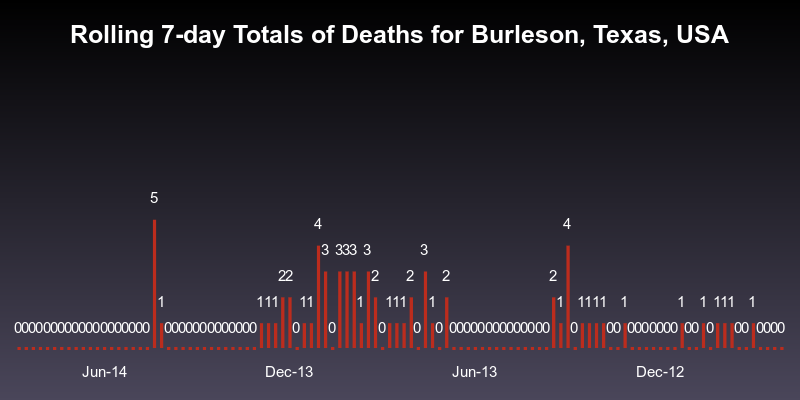 Rolling 7-day Totals of Deaths for Burleson, Texas, USA
5
4 4
3 333 3 3
22 2 2 2 2
1 111 11 1 111 1 1 1111 1 1 1 111 1
0000000000000000000 0000000000000 0 0 0 0 0 00000000000000 0 00 0000000 00 0 00 0000
Jun-14 Dec-13 Jun-13 Dec-12